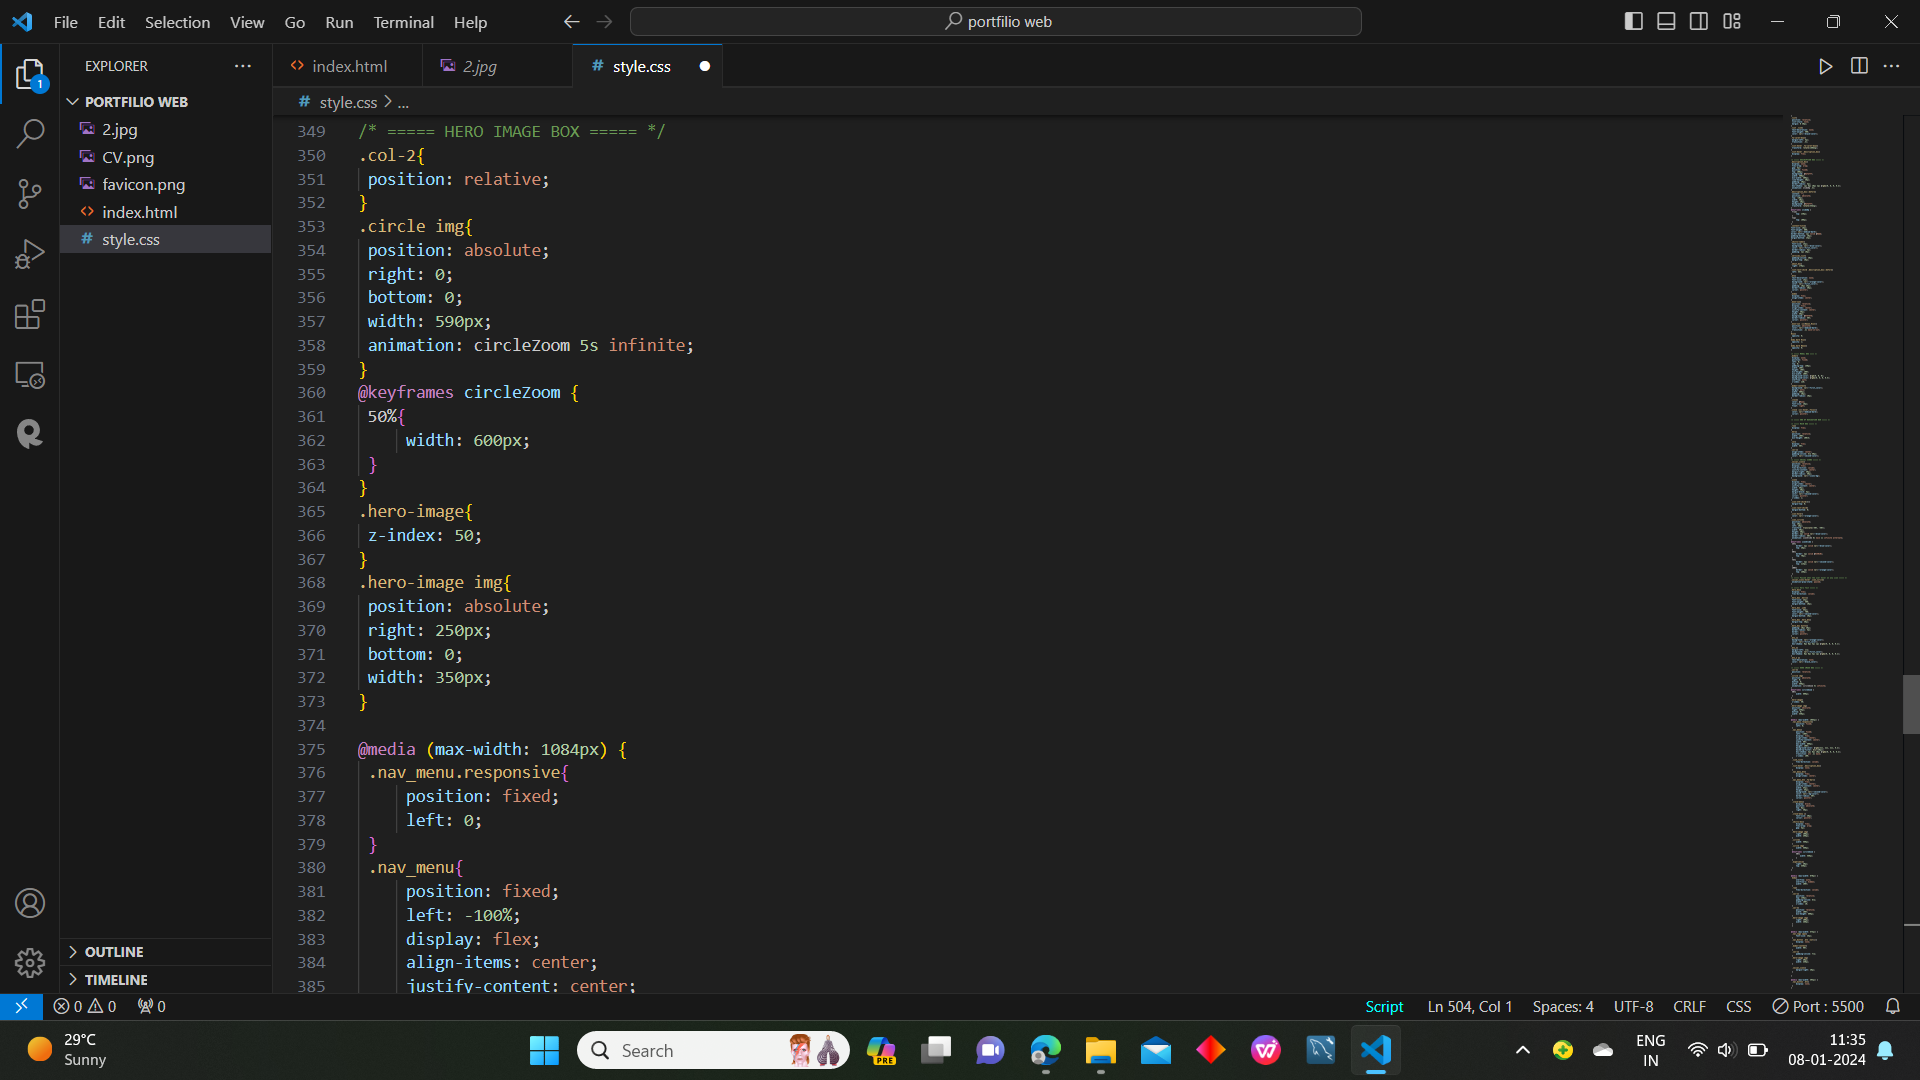 File Edit Selection View Go Run Terminal Help
portfilio web
EXPLORER
index.html
2.jpg
# style.css
1
PORTFILIO WEB
# style.css > ...
2.jpg
CV.png
favicon.png
index.html
# style.css
349 /* ===== HERO IMAGE BOX ===== */
350 .col-2{
351 position: relative;
352 }
353 .circle img{
354 position: absolute;
355 right: 0;
356 bottom: 0;
357 width: 590px;
358 animation: circleZoom 5s infinite;
359 }
360 @keyframes circleZoom {
361 50%{
362 width: 600px;
363 }
364 }
365 .hero-image{
366 z-index: 50;
367 }
368 .hero-image img{
369 position: absolute;
370 right: 250px;
371 bottom: 0;
372 width: 350px;
373 }
374
375 @media (max-width: 1084px) {
376 .nav_menu.responsive{
377 position: fixed;
378 left: 0;
379 }
380 .nav_menu{
381 position: fixed;
382 left: -100%;
383 display: flex;
384 align-items: center;
385 justify-content: center;
OUTLINE
TIMELINE
0 0 0
Script Ln 504, Col 1 Spaces: 4 UTF-8 CRLF CSS Port : 5500
29°C
Sunny
Search
PRE
ENG
IN
11:35
08-01-2024